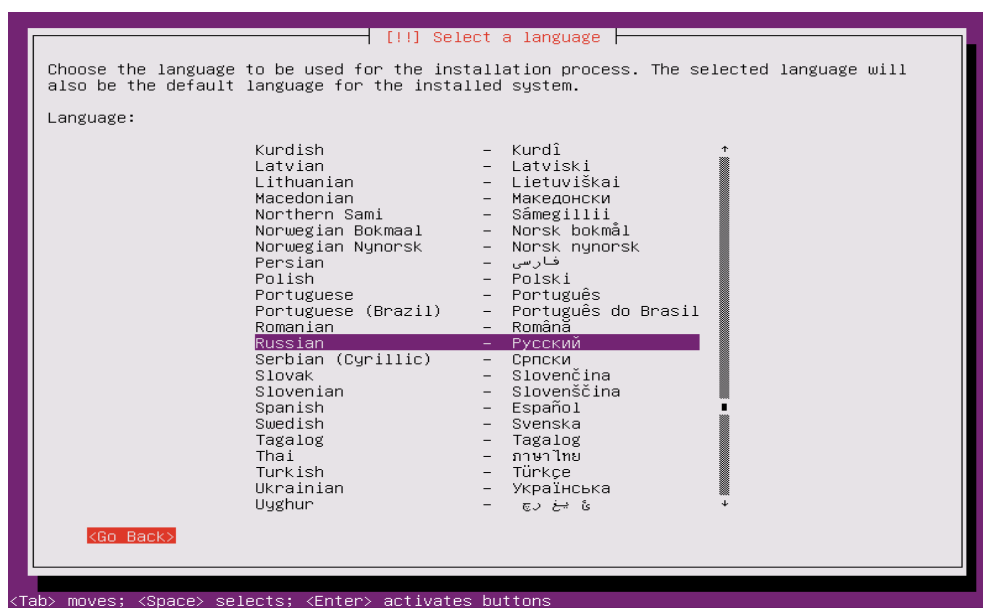 [!!] Select a language
Choose the language to be used for the installation process. The selected language will
also be the default language for the installed system.
Language:
Kurdish - Kurdî
Latvian - Latviski
Lithuanian - Lietuviškai
Macedonian - Македонски
Northern Sami - Sámegillii
Norwegian Bokmaal - Norsk bokmål
Norwegian Nynorsk - Norsk nynorsk
Persian - فارسی
Polish - Polski
Portuguese - Português
Portuguese (Brazil) - Português do Brasil
Romanian - Română
Russian - Русский
Serbian (Cyrillic) - Српски
Slovak - Slovenčina
Slovenian - Slovenščina
Spanish - Español
Swedish - Svenska
Tagalog - Tagalog
Thai - ภาษาไทย
Turkish - Türkçe
Ukrainian - Українська
Uyghur -
<Go Back>
<Tab> moves; <Space> selects; <Enter> activates buttons